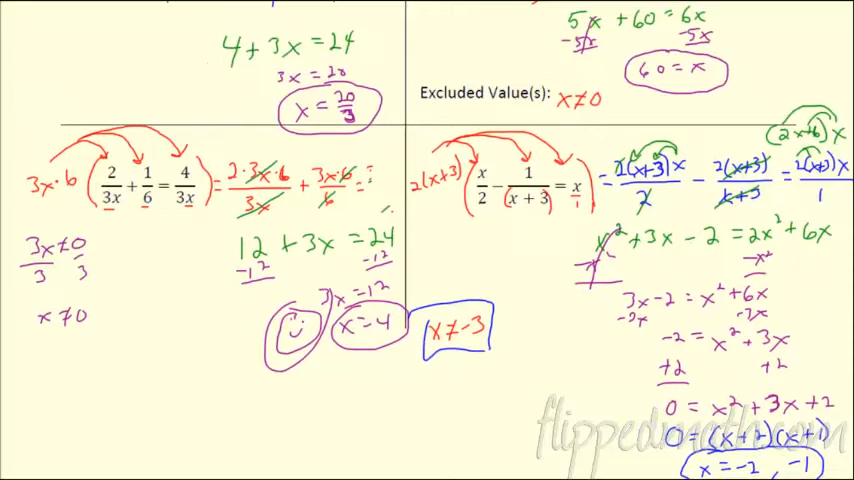 4 + 3x = 24
3x = 20
x = 20/3
5x + 60 = 6x
-5x -5x
60 = x
Excluded Value(s): x ≠ 0
3x·6 ( 2/3x + 1/6 = 4/3x ) = 2·3x·6/3x + 3x·6/6 =
3x ≠ 0
3 3
x ≠ 0
12 + 3x = 24
-12 -12
3x = 12
x = 4
(2x+6)x
2(x+3) ( x/2 - 1/(x+3) = x/1 ) = 2(x+3)x/2 - 2(x+3)/x+3 = 2(x+3)x/1
x² + 3x - 2 = 2x² + 6x
-x² -x²
3x - 2 = x² + 6x
-3x -3x
-2 = x² + 3x
+2 +2
0 = x² + 3x + 2
0 = (x+2)(x+1)
x = -2, -1
x ≠ -3
flippedmath.com